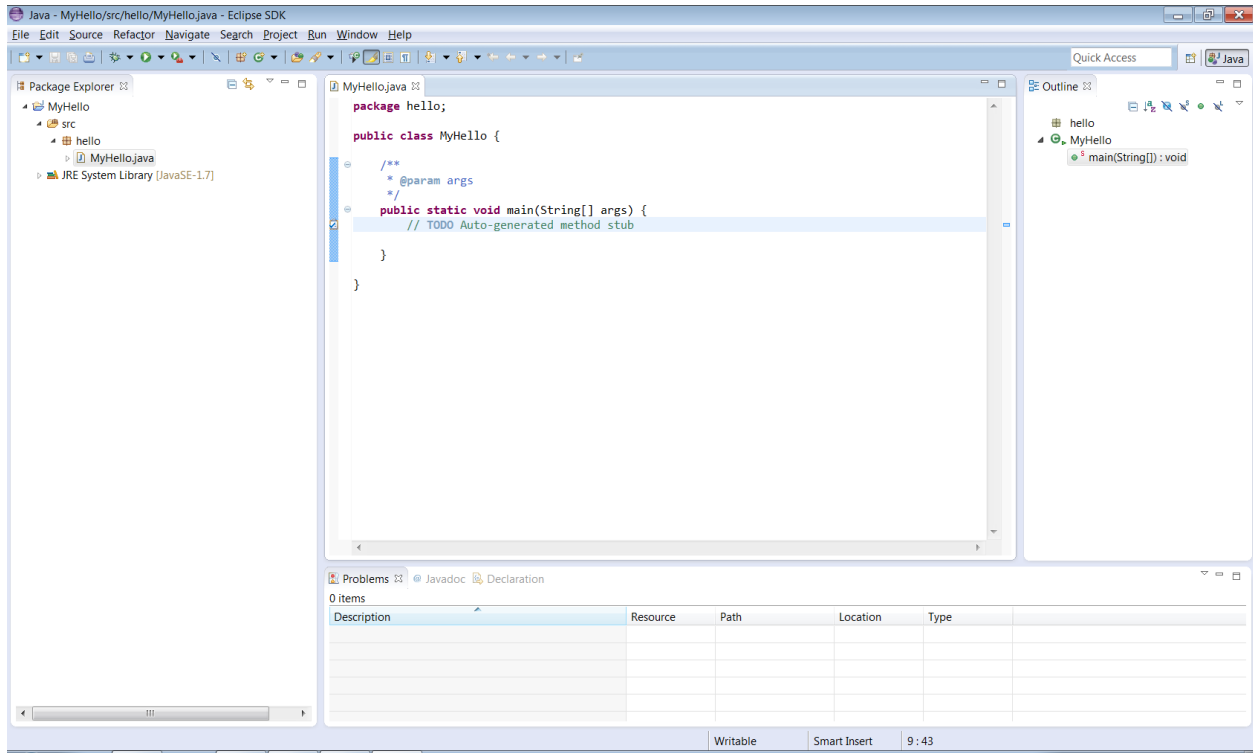 Java - MyHello/src/hello/MyHello.java - Eclipse SDK
File Edit Source Refactor Navigate Search Project Run Window Help
Quick Access
Java
Package Explorer
MyHello
src
hello
MyHello.java
JRE System Library [JavaSE-1.7]
MyHello.java
package hello;
public class MyHello {
/**
* @param args
*/
public static void main(String[] args) {
// TODO Auto-generated method stub
}
}
Outline
hello
MyHello
main(String[]) : void
Problems @ Javadoc Declaration
0 items
Description Resource Path Location Type
Writable Smart Insert 9 : 43